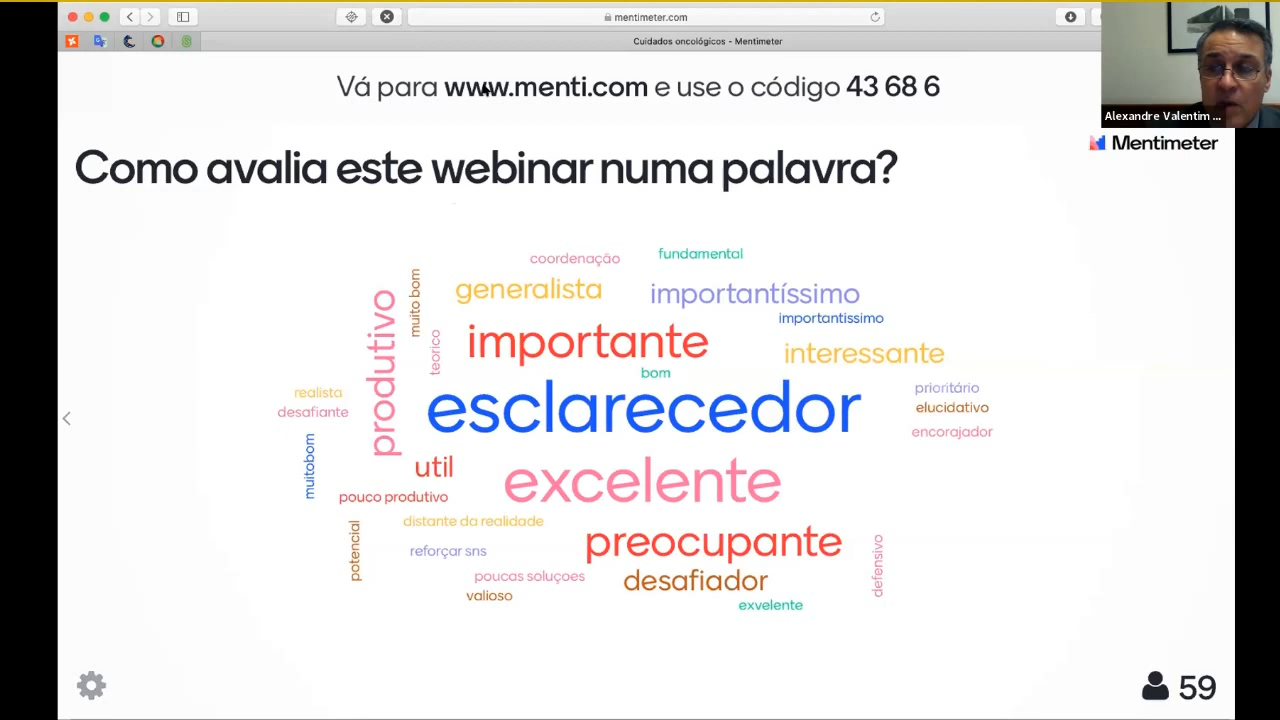 mentimeter.com
Cuidados oncológicos - Mentimeter
Vá para www.menti.com e use o código 43 68 6
Alexandre Valentim ...
Mentimeter
Como avalia este webinar numa palavra?
coordenação
fundamental
muito bom
generalista
importantíssimo
produtivo
importantissimo
teorico
importante
interessante
bom
realista
desafiante
esclarecedor
prioritário
elucidativo
encorajador
muitobom
util
excelente
pouco produtivo
distante da realidade
potencial
reforçar sns
preocupante
defensivo
poucas soluçoes
desafiador
valioso
exvelente
59